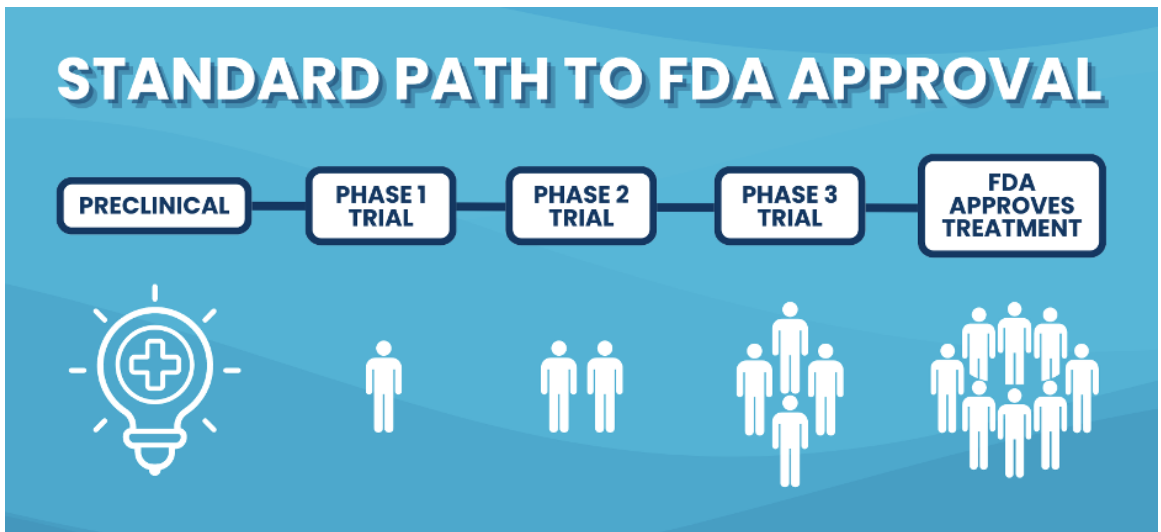 STANDARD PATH TO FDA APPROVAL
PRECLINICAL
PHASE 1
TRIAL
PHASE 2
TRIAL
PHASE 3
TRIAL
FDA
APPROVES
TREATMENT